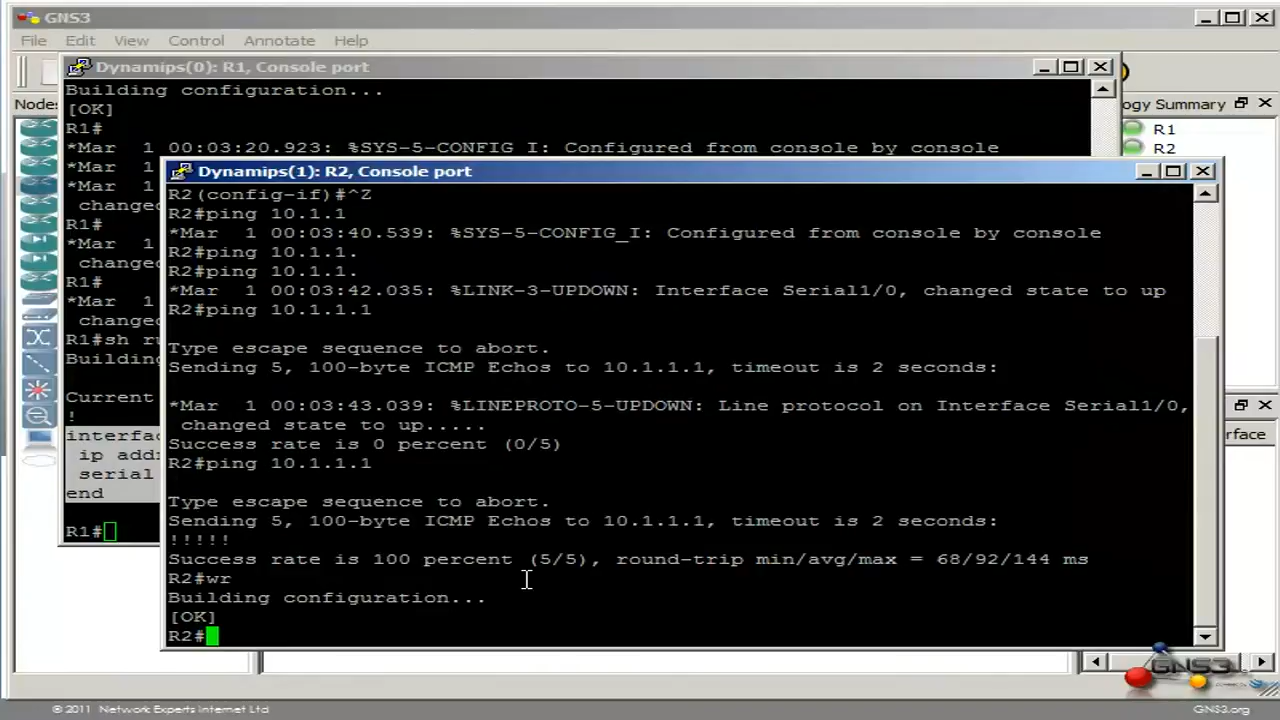 GNS3
File Edit View Control Annotate Help
Dynamips(0): R1, Console port
Building configuration...
[OK]
R1#
*Mar 1 00:03:20.923: %SYS-5-CONFIG_I: Configured from console by console
*Mar 1
*Mar 1
changed
R1#
*Mar 1
changed
R1#
*Mar 1
changed
R1#sh ru
Building
Current
!
interfac
ip addr
serial
end
R1#
Dynamips(1): R2, Console port
R2(config-if)#^Z
R2#ping 10.1.1
*Mar 1 00:03:40.539: %SYS-5-CONFIG_I: Configured from console by console
R2#ping 10.1.1.
R2#ping 10.1.1.
*Mar 1 00:03:42.035: %LINK-3-UPDOWN: Interface Serial1/0, changed state to up
R2#ping 10.1.1.1
Type escape sequence to abort.
Sending 5, 100-byte ICMP Echos to 10.1.1.1, timeout is 2 seconds:
*Mar 1 00:03:43.039: %LINEPROTO-5-UPDOWN: Line protocol on Interface Serial1/0,
changed state to up.....
Success rate is 0 percent (0/5)
R2#ping 10.1.1.1
Type escape sequence to abort.
Sending 5, 100-byte ICMP Echos to 10.1.1.1, timeout is 2 seconds:
!!!!!
Success rate is 100 percent (5/5), round-trip min/avg/max = 68/92/144 ms
R2#wr
Building configuration...
[OK]
R2#
Nodes
ogy Summary
R1
R2
rface
GNS3
© 2011 Network Experts Internet Ltd
GNS3.org